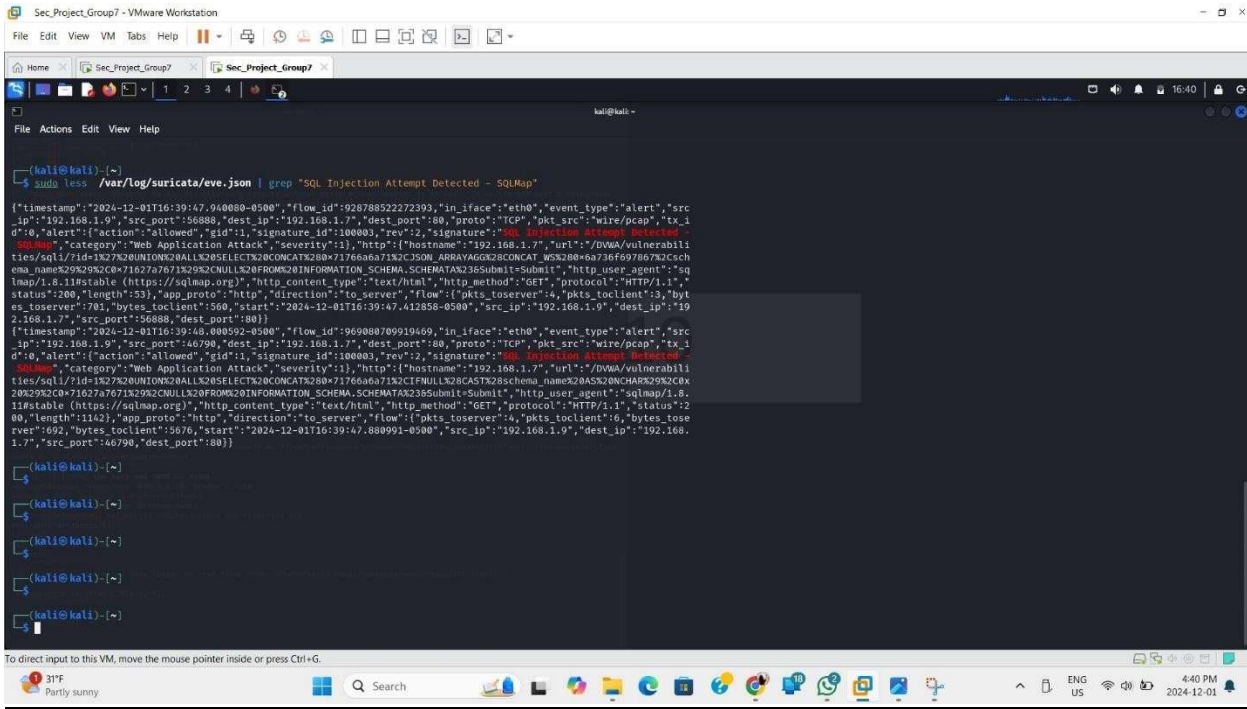 Sec_Project_Group7 - VMware Workstation
File Edit View VM Tabs Help
Home Sec_Project_Group7 Sec_Project_Group7
1 2 3 4 16:40
kali@kali: ~
File Actions Edit View Help
(kali㉿kali)-[~]
$ sudo less /var/log/suricata/eve.json | grep "SQL Injection Attempt Detected - SQLMap"
{"timestamp":"2024-12-01T16:39:47.940080-0500","flow_id":928788522272393,"in_iface":"eth0","event_type":"alert","src
_ip":"192.168.1.9","src_port":56888,"dest_ip":"192.168.1.7","dest_port":80,"proto":"TCP","pkt_src":"wire/pcap","tx_i
d":0,"alert":{"action":"allowed","gid":1,"signature_id":100003,"rev":2,"signature":"SQL Injection Attempt Detected -
SQLMap","category":"Web Application Attack","severity":1},"http":{"hostname":"192.168.1.7","url":"/DVWA/vulnerabili
ties/sqli/?id=1%27%20UNION%20ALL%20SELECT%20CONCAT%280×71766a6a71%2CJSON_ARRAYAGG%28CONCAT_WS%280×6a736f697867%2Csch
ema_name%29%29%2C0×71627a7671%29%2CNULL%20FROM%20INFORMATION_SCHEMA.SCHEMATA%23&Submit=Submit","http_user_agent":"sq
lmap/1.8.11#stable (https://sqlmap.org)","http_content_type":"text/html","http_method":"GET","protocol":"HTTP/1.1","
status":200,"length":53},"app_proto":"http","direction":"to_server","flow":{"pkts_toserver":4,"pkts_toclient":3,"byt
es_toserver":701,"bytes_toclient":560,"start":"2024-12-01T16:39:47.412858-0500","src_ip":"192.168.1.9","dest_ip":"19
2.168.1.7","src_port":56888,"dest_port":80}}
{"timestamp":"2024-12-01T16:39:48.000592-0500","flow_id":969080709919469,"in_iface":"eth0","event_type":"alert","src
_ip":"192.168.1.9","src_port":46790,"dest_ip":"192.168.1.7","dest_port":80,"proto":"TCP","pkt_src":"wire/pcap","tx_i
d":0,"alert":{"action":"allowed","gid":1,"signature_id":100003,"rev":2,"signature":"SQL Injection Attempt Detected -
SQLMap","category":"Web Application Attack","severity":1},"http":{"hostname":"192.168.1.7","url":"/DVWA/vulnerabili
ties/sqli/?id=1%27%20UNION%20ALL%20SELECT%20CONCAT%280×71766a6a71%2CIFNULL%28CAST%28schema_name%20AS%20NCHAR%29%2C0x
20%29%2C0×71627a7671%29%2CNULL%20FROM%20INFORMATION_SCHEMA.SCHEMATA%23&Submit=Submit","http_user_agent":"sqlmap/1.8.
11#stable (https://sqlmap.org)","http_content_type":"text/html","http_method":"GET","protocol":"HTTP/1.1","status":2
00,"length":1142},"app_proto":"http","direction":"to_server","flow":{"pkts_toserver":4,"pkts_toclient":6,"bytes_tose
rver":692,"bytes_toclient":5676,"start":"2024-12-01T16:39:47.880991-0500","src_ip":"192.168.1.9","dest_ip":"192.168.
1.7","src_port":46790,"dest_port":80}}
(kali㉿kali)-[~]
$
(kali㉿kali)-[~]
$
(kali㉿kali)-[~]
$
(kali㉿kali)-[~]
$
(kali㉿kali)-[~]
$
To direct input to this VM, move the mouse pointer inside or press Ctrl+G.
1 31°F
Partly sunny
Search
18 2
ENG
US
4:40 PM
2024-12-01